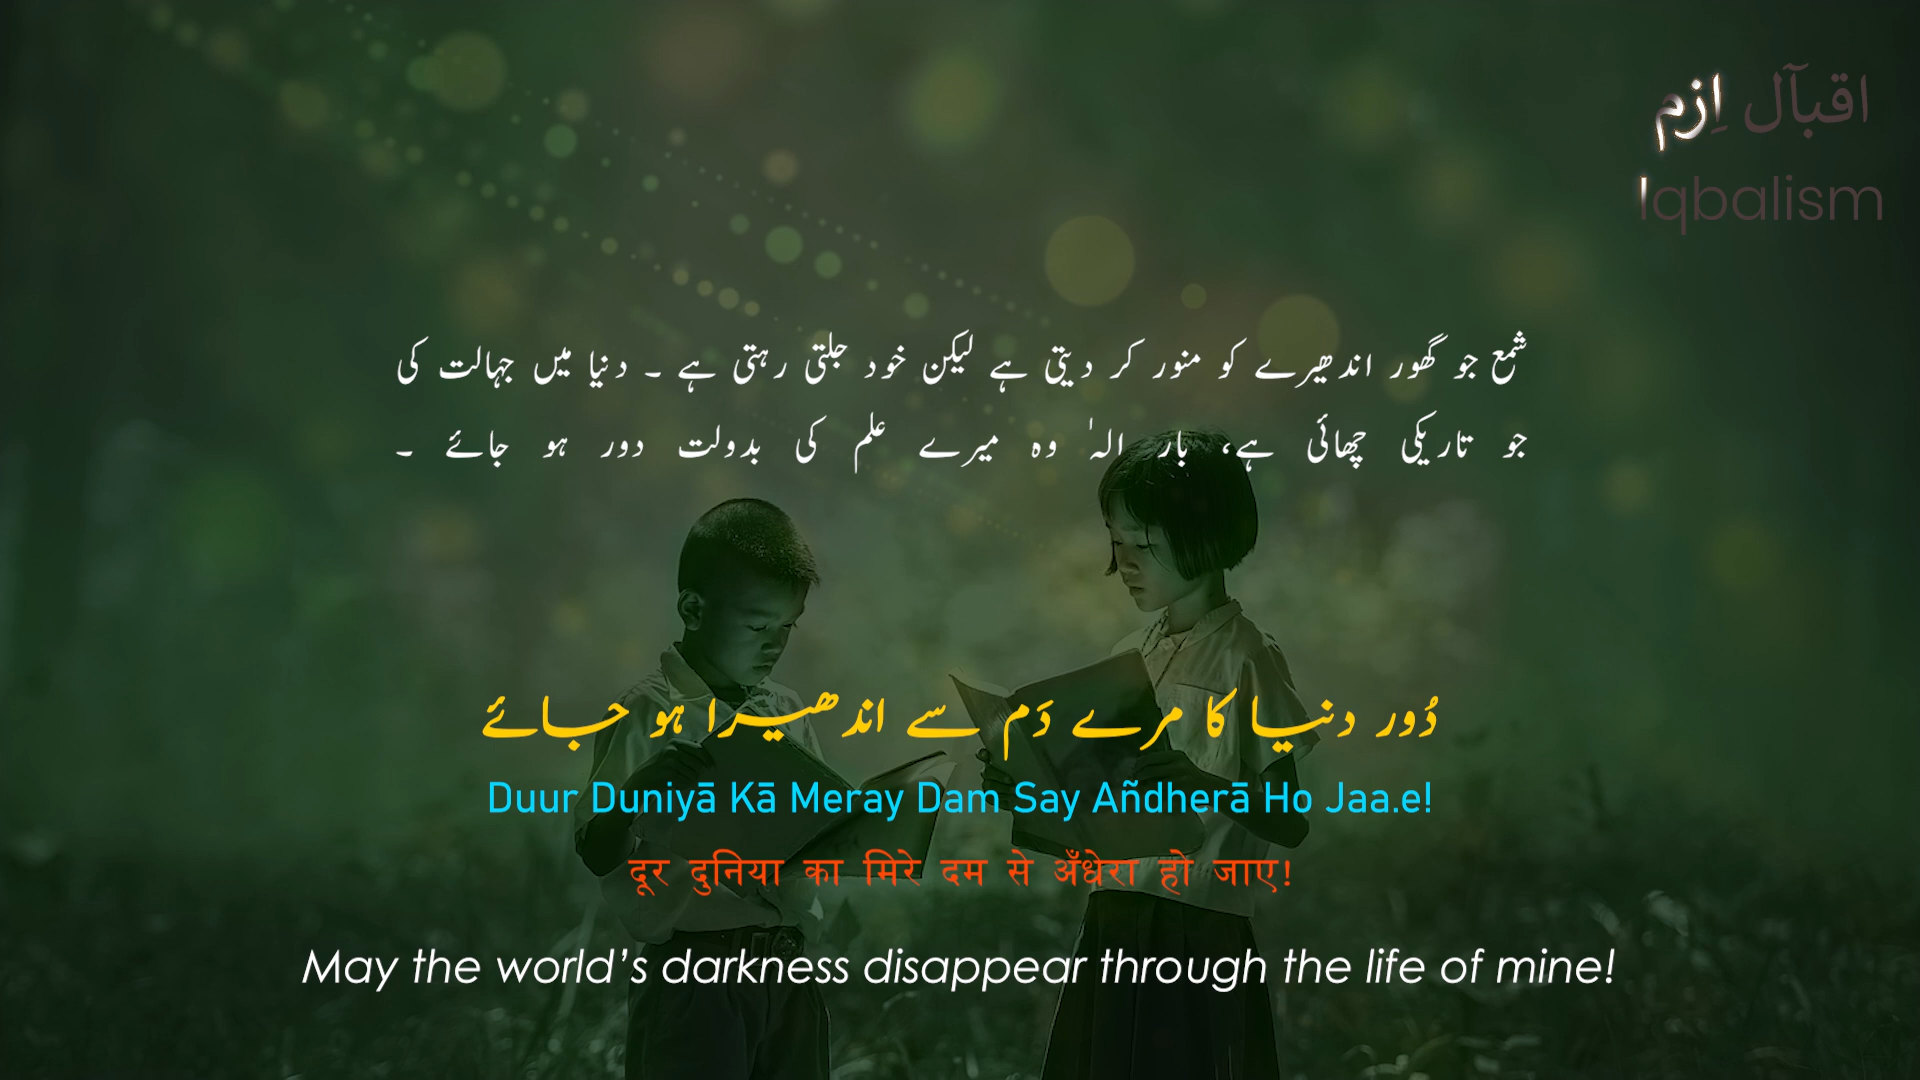 اقبآل اِزم
Iqbalism
شمع جو گھور اندھیرے کو منور کر دیتی ہے لیکن خود جلتی رہتی ہے ۔ دنیا میں جہالت کی
جو تاریکی چھائی ہے، بار الہٰ وہ میرے علم کی بدولت دور ہو جائے ۔
دُور دنیا کا مرے دَم سے اندھیرا ہو جائے
Duur Duniyā Kā Meray Dam Say Añdherā Ho Jaa.e!
दूर दुनिया का मिरे दम से अँधेरा हो जाए!
May the world’s darkness disappear through the life of mine!